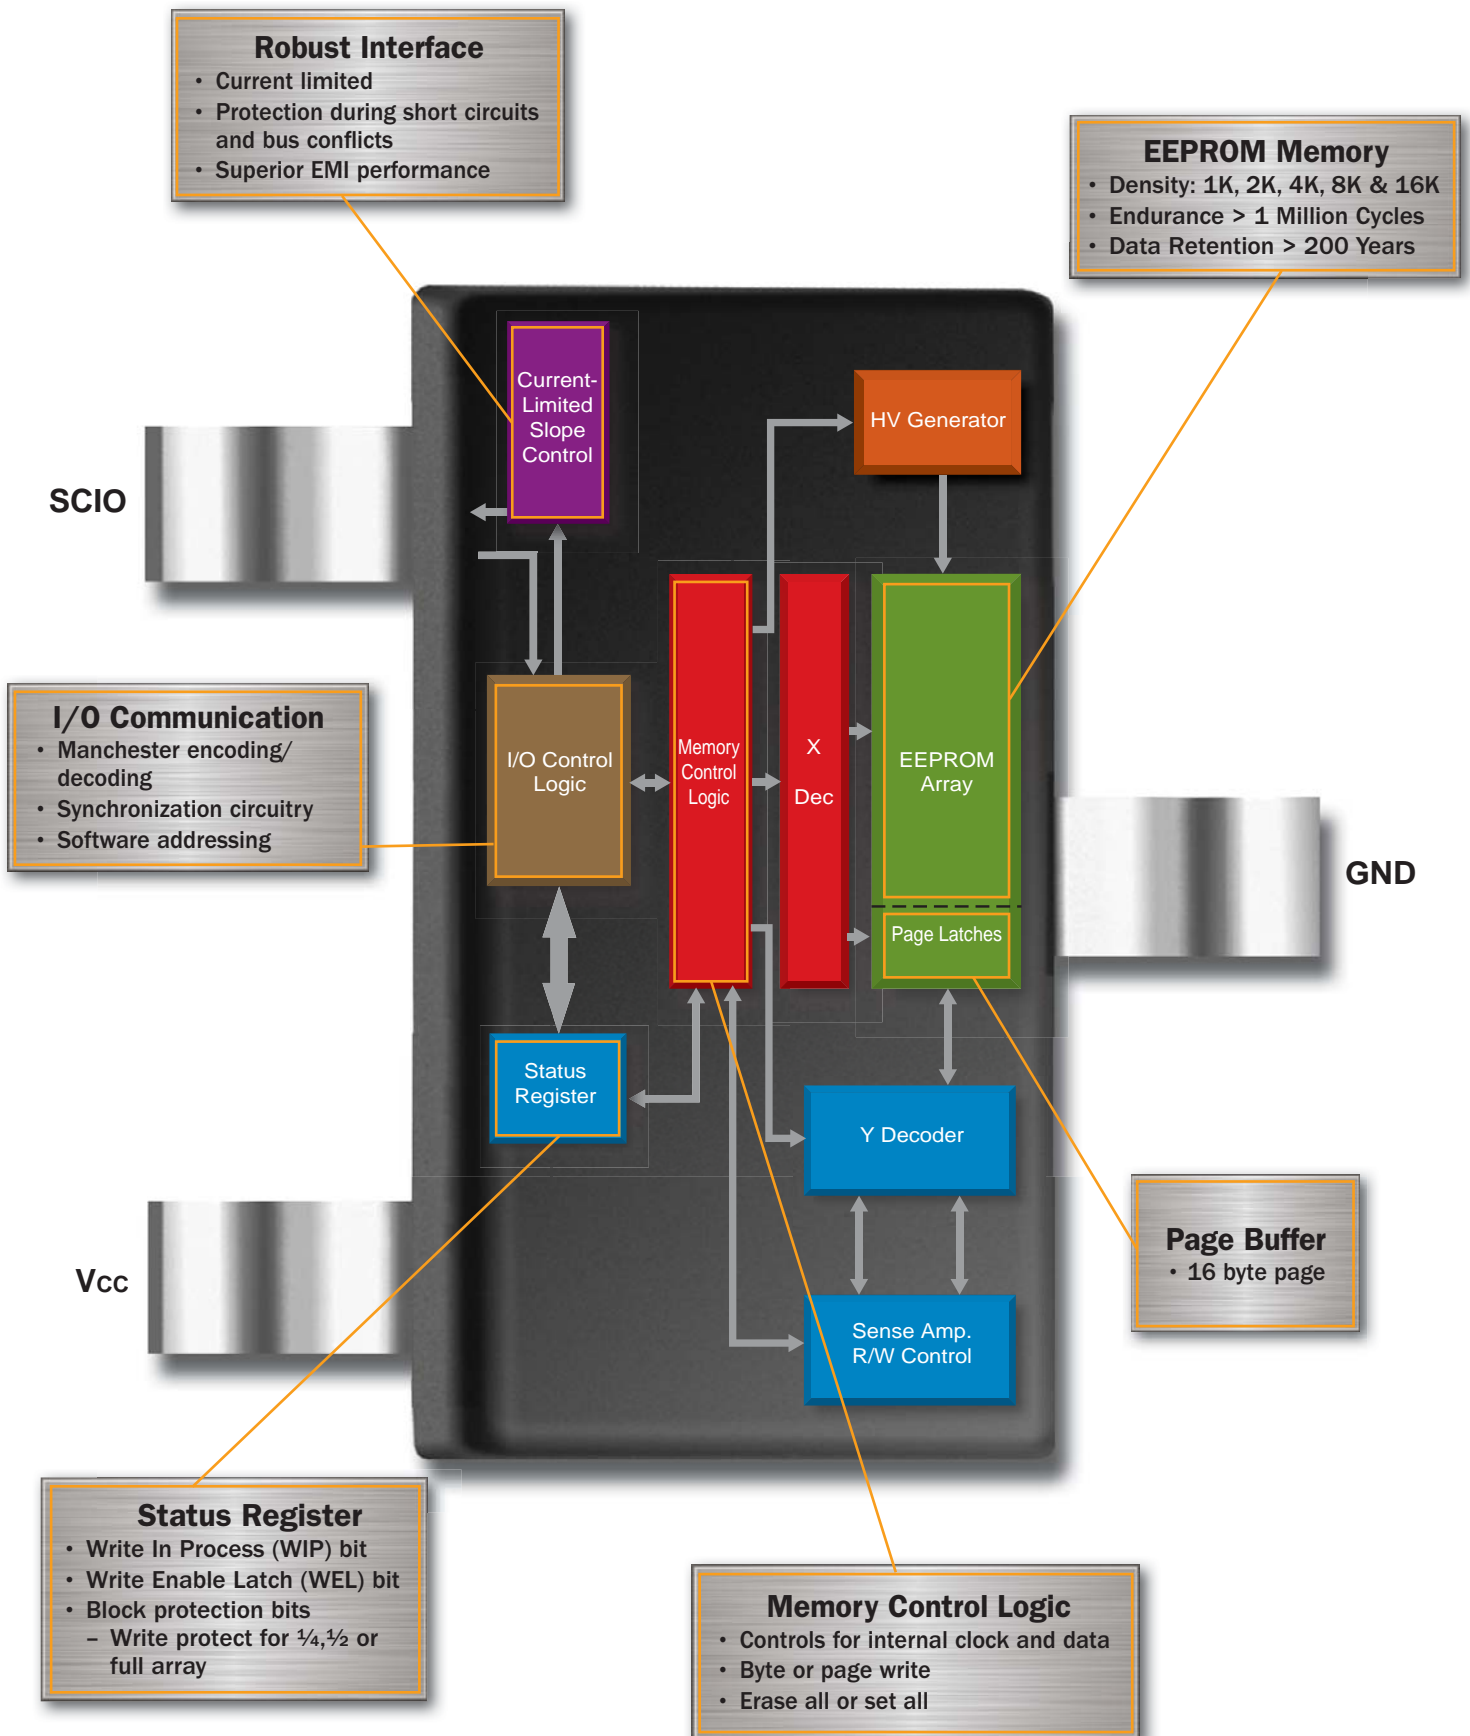 Robust Interface
• Current limited
• Protection during short circuits
and bus conflicts
• Superior EMI performance
EEPROM Memory
• Density: 1K, 2K, 4K, 8K & 16K
• Endurance > 1 Million Cycles
• Data Retention > 200 Years
Current-
Limited
Slope
Control
HV Generator
SCIO
I/O Communication
• Manchester encoding/
decoding
• Synchronization circuitry
• Software addressing
I/O Control
Logic
Memory
Control
Logic
X
Dec
EEPROM
Array
Page Latches
GND
Status
Register
Y Decoder
Sense Amp.
R/W Control
Vcc
Page Buffer
• 16 byte page
Status Register
• Write In Process (WIP) bit
• Write Enable Latch (WEL) bit
• Block protection bits
– Write protect for ¼,½ or
full array
Memory Control Logic
• Controls for internal clock and data
• Byte or page write
• Erase all or set all